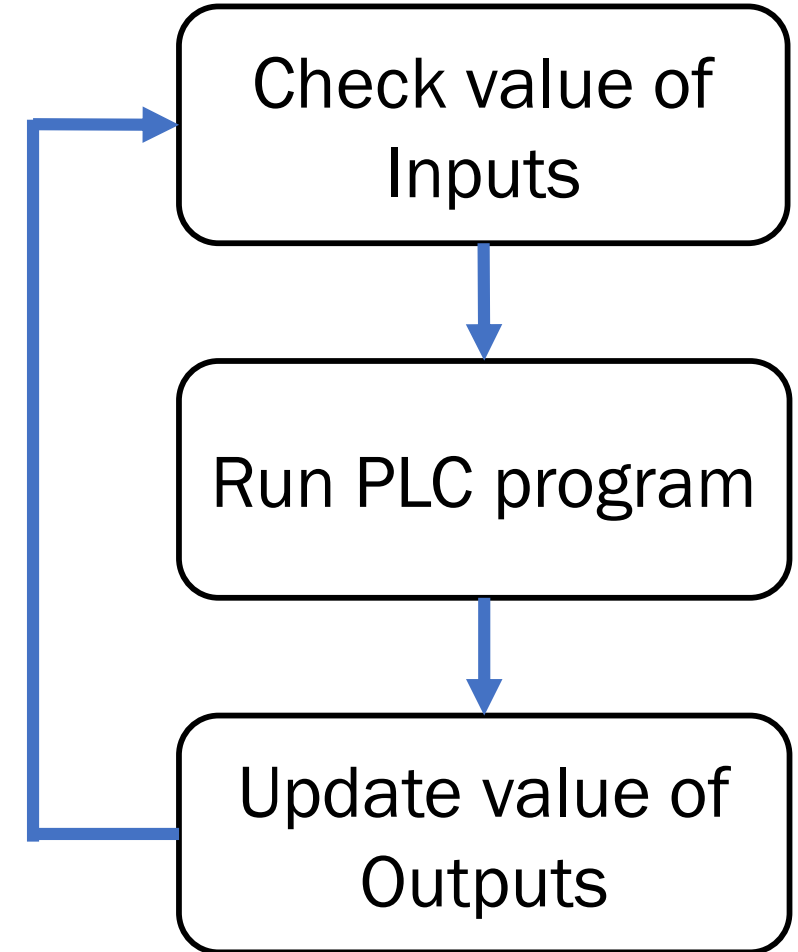 Check value of
Inputs
Run PLC program
Update value of
Outputs